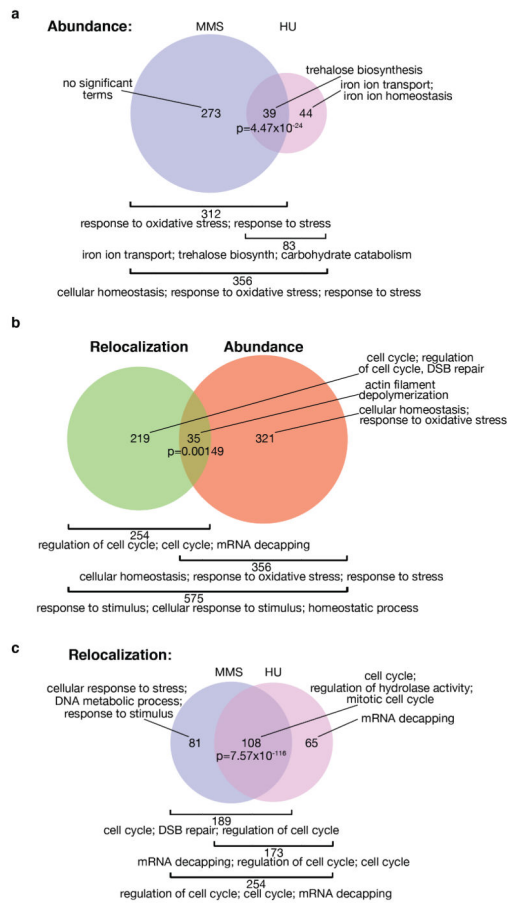 a
Abundance:
MMS
HU
no significant
terms
trehalose biosynthesis
iron ion transport;
iron ion homeostasis
273
39
44
p=4.47x10-24
312
response to oxidative stress; response to stress
83
iron ion transport; trehalose biosynth; carbohydrate catabolism
356
cellular homeostasis; response to oxidative stress; response to stress
b
Relocalization
Abundance
cell cycle; regulation
of cell cycle, DSB repair
actin filament
depolymerization
cellular homeostasis;
response to oxidative stress
219
35
321
p=0.00149
254
regulation of cell cycle; cell cycle; mRNA decapping
356
cellular homeostasis; response to oxidative stress; response to stress
575
response to stimulus; cellular response to stimulus; homeostatic process
c
Relocalization:
MMS
HU
cellular response to stress;
DNA metabolic process;
response to stimulus
cell cycle;
regulation of hydrolase activity;
mitotic cell cycle
mRNA decapping
81
108
65
p=7.57x10-116
189
cell cycle; DSB repair; regulation of cell cycle
173
mRNA decapping; regulation of cell cycle; cell cycle
254
regulation of cell cycle; cell cycle; mRNA decapping